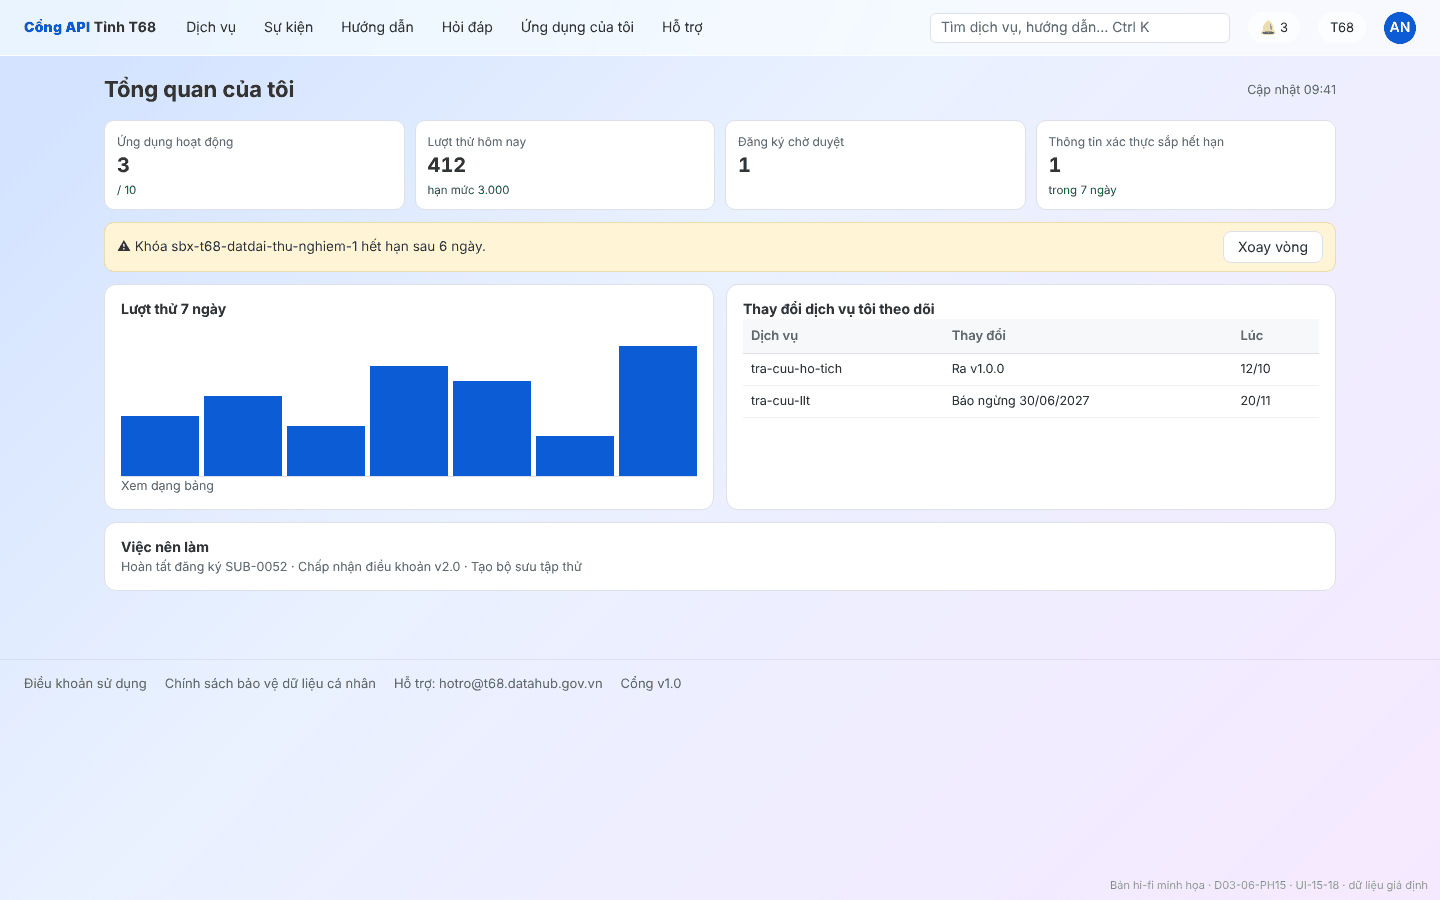 Cổng API Tỉnh T68
Dịch vụ
Sự kiện
Hướng dẫn
Hỏi đáp
Ứng dụng của tôi
Hỗ trợ
Tìm dịch vụ, hướng dẫn… Ctrl K
🔔 3
T68
AN
Tổng quan của tôi
Cập nhật 09:41
Ứng dụng hoạt động
3
/ 10
Lượt thử hôm nay
412
hạn mức 3.000
Đăng ký chờ duyệt
1
Thông tin xác thực sắp hết hạn
1
trong 7 ngày
⚠ Khóa sbx-t68-datdai-thu-nghiem-1 hết hạn sau 6 ngày.
Xoay vòng
Lượt thử 7 ngày
Xem dạng bảng
Thay đổi dịch vụ tôi theo dõi
Dịch vụ Thay đổi Lúc
tra-cuu-ho-tich Ra v1.0.0 12/10
tra-cuu-llt Báo ngừng 30/06/2027 20/11
Việc nên làm
Hoàn tất đăng ký SUB-0052 · Chấp nhận điều khoản v2.0 · Tạo bộ sưu tập thử
Điều khoản sử dụng
Chính sách bảo vệ dữ liệu cá nhân
Hỗ trợ: hotro@t68.datahub.gov.vn
Cổng v1.0
Bản hi-fi minh họa · D03-06-PH15 · UI-15-18 · dữ liệu giả định